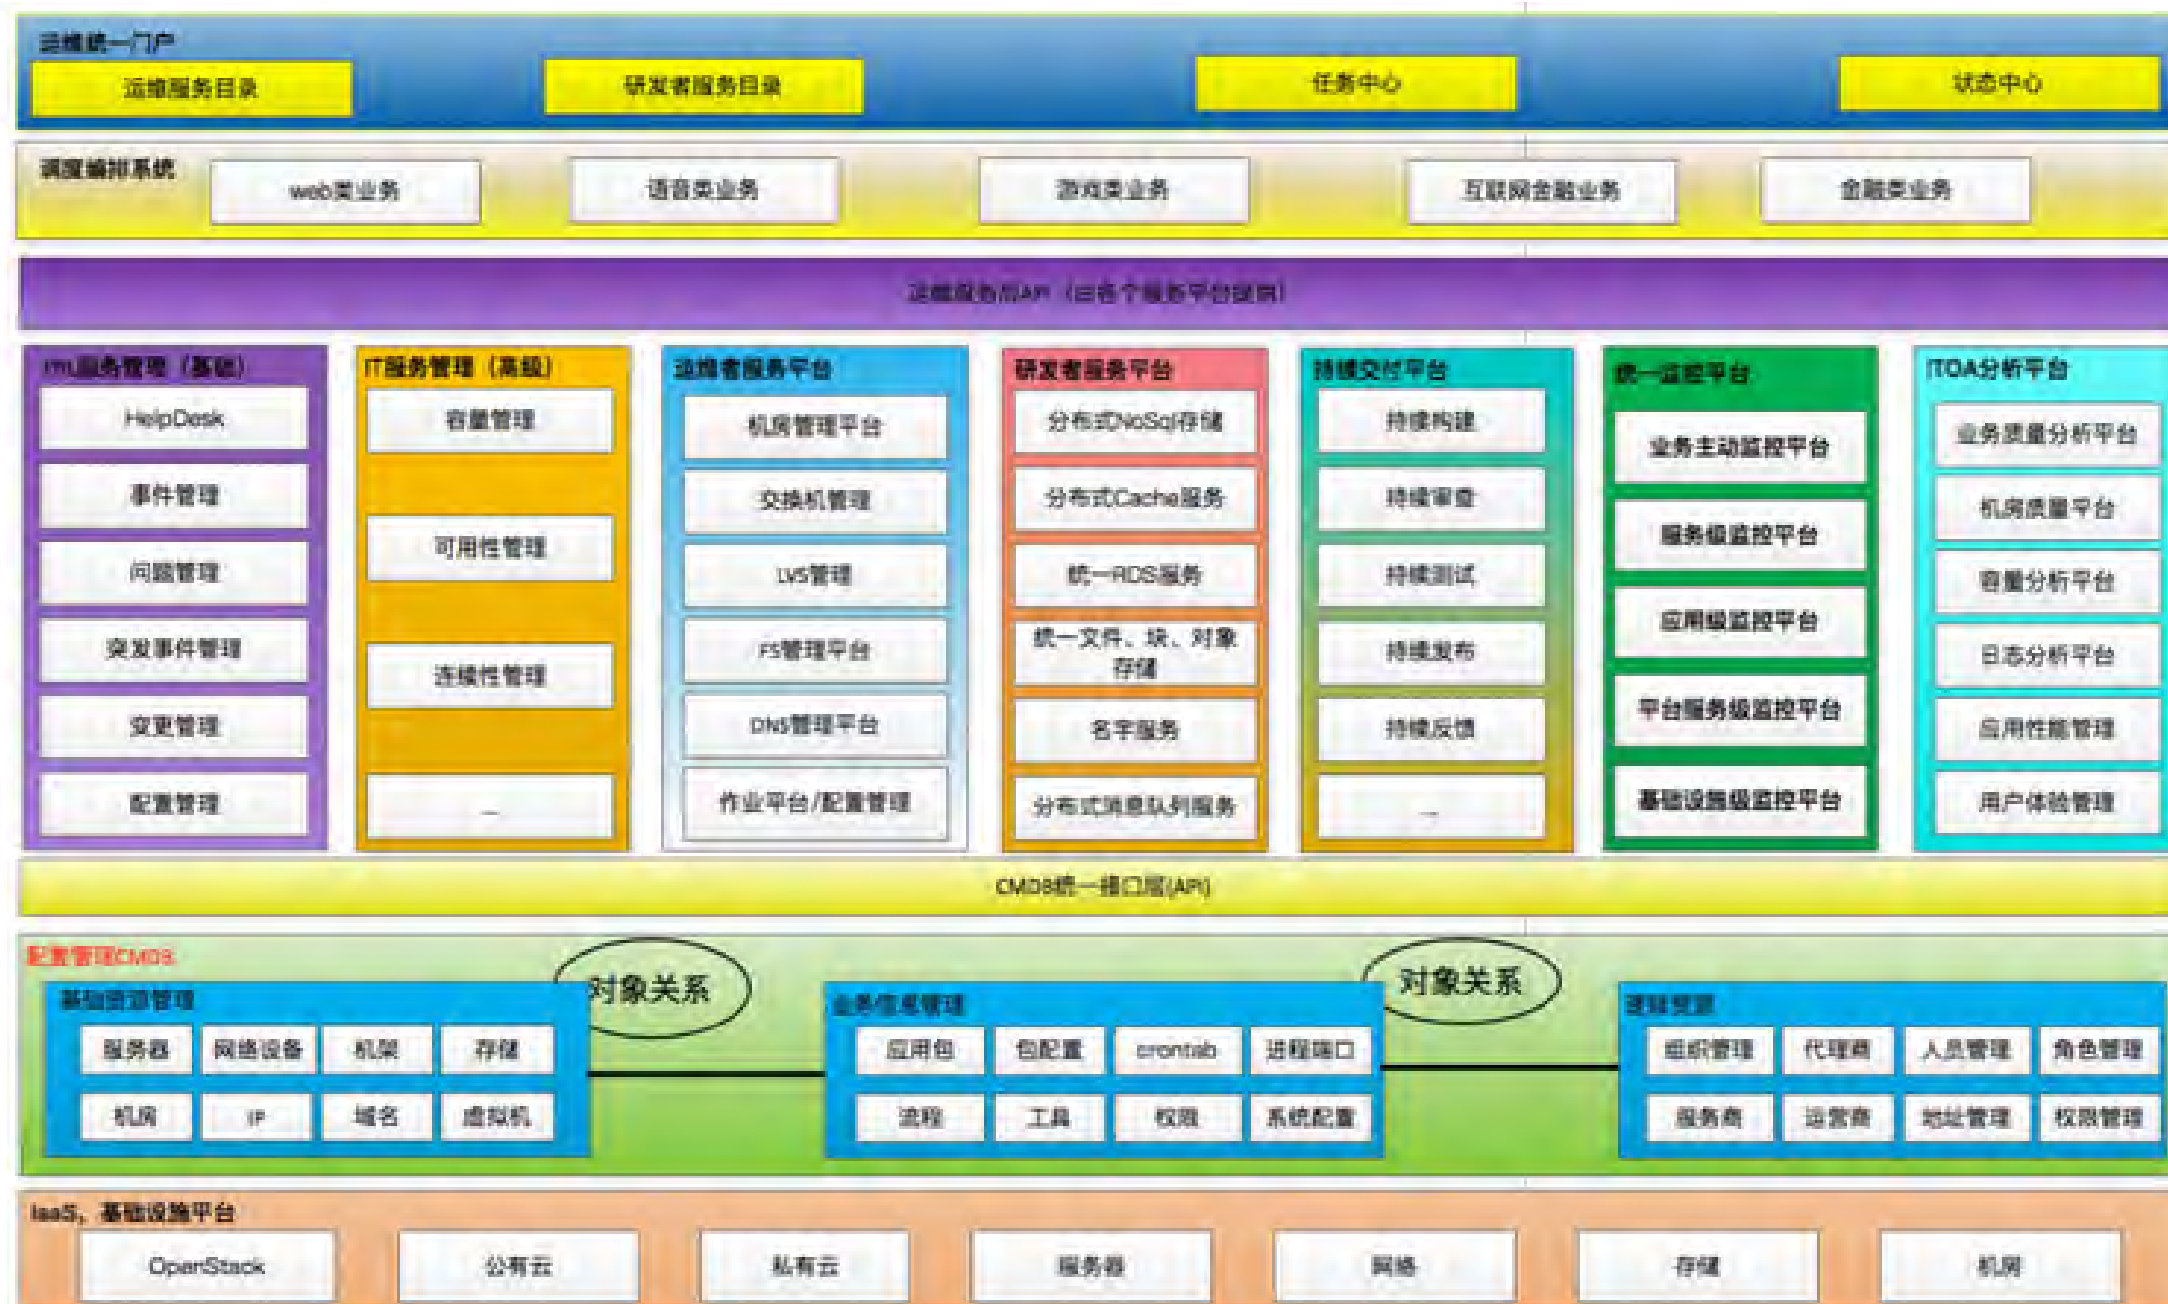 运维统一门户
运维服务目录
研发者服务目录
任务中心
状态中心
调度编排系统
web类业务
语音类业务
游戏类业务
互联网金融业务
金融类业务
运维服务层API（由各个服务平台提供）
服务管理（基础）
HelpDesk
事件管理
问题管理
突发事件管理
变更管理
配置管理
IT服务管理（高级）
容量管理
可用性管理
连续性管理
...
运维者服务平台
机房管理平台
交换机管理
LVS管理
FS管理平台
DNS管理平台
作业平台/配置管理
研发者服务平台
分布式NoSql存储
分布式Cache服务
统一RDS服务
统一文件、块、对象
存储
名字服务
分布式消息队列服务
持续交付平台
持续构建
持续审查
持续测试
持续发布
持续反馈
...
统一监控平台
业务主动监控平台
服务级监控平台
应用级监控平台
平台服务级监控平台
基础设施级监控平台
ITOA分析平台
业务质量分析平台
机房质量平台
容量分析平台
日志分析平台
应用性能管理
用户体验管理
CMDB统一接口层(API)
配置管理CMDB
对象关系
对象关系
基础资源管理
服务器
网络设备
机架
存储
机房
IP
域名
虚拟机
业务信息管理
应用包
包配置
crontab
进程端口
流程
工具
权限
系统配置
逻辑资源
组织管理
代理商
人员管理
角色管理
服务商
运营商
地址管理
权限管理
IaaS，基础设施平台
OpenStack
公有云
私有云
服务器
网络
存储
机房